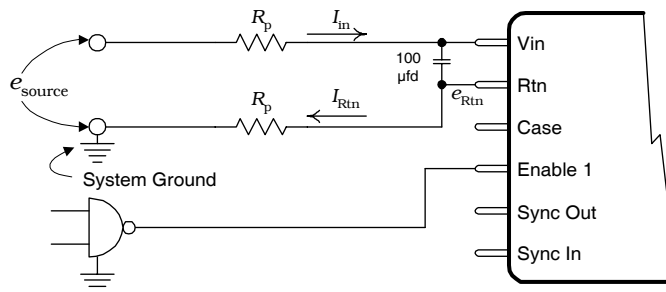 Rp
Iin
Vin
100
µfd
esource
Rp
IRtn
eRtn
Rtn
Case
System Ground
Enable 1
Sync Out
Sync In